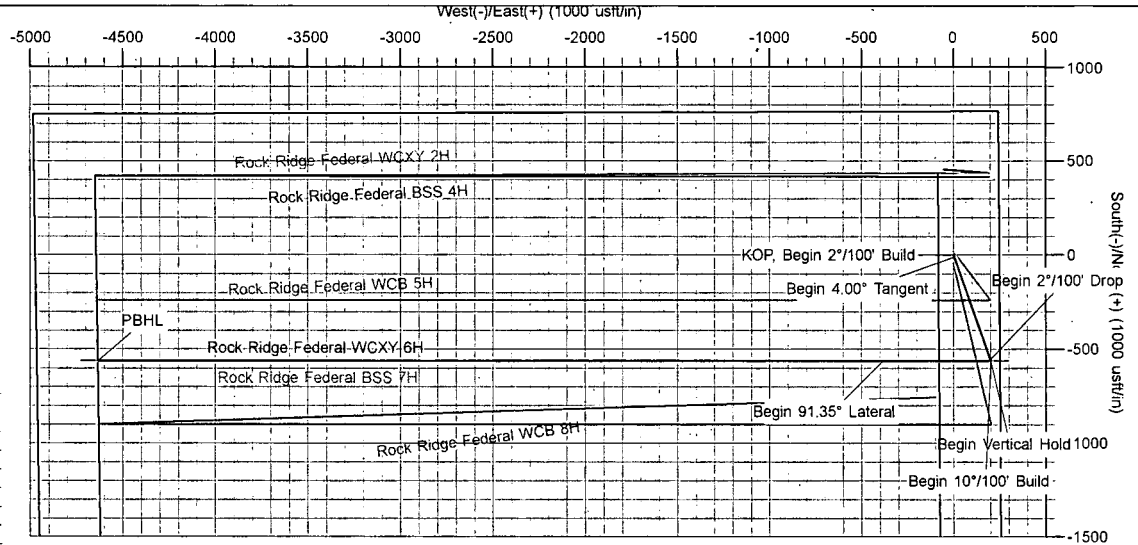 West(-)/East(+) (1000 usft/in)
-5000 -4500 -4000 -3500 -3000 -2500 -2000 -1500 -1000 -500 0 500
1000
Rock Ridge Federal WCXY 2H
500
Rock Ridge Federal BSS 4H
KOP, Begin 2°/100' Build
0
Begin 4.00° Tangent
Begin 2°/100' Drop
Rock Ridge Federal WCB 5H
PBHL
Rock Ridge Federal WCXY 6H
-500
Rock Ridge Federal BSS 7H
Begin 91.35° Lateral
Rock Ridge Federal WCB 8H
Begin Vertical Hold
1000
Begin 10°/100' Build
-1500
South(-)/No (+) (1000 usft/in)